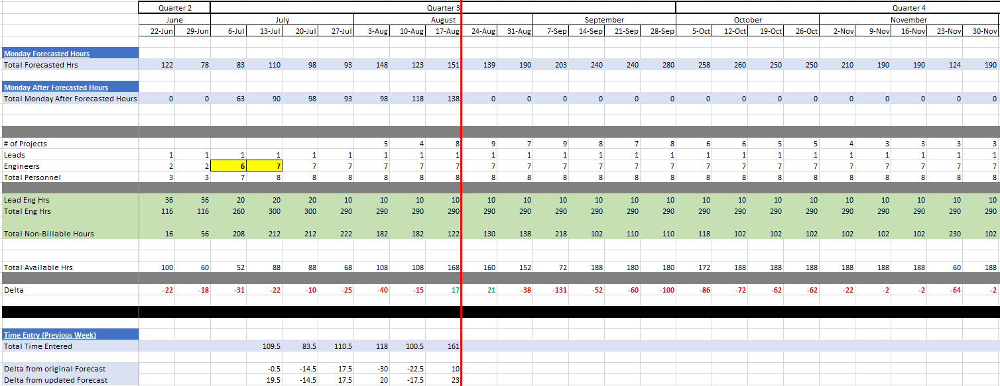 Quarter 2 Quarter 3 Quarter 4
June July August September October November
22-Jun 29-Jun 6-Jul 13-Jul 20-Jul 27-Jul 3-Aug 10-Aug 17-Aug 24-Aug 31-Aug 7-Sep 14-Sep 21-Sep 28-Sep 5-Oct 12-Oct 19-Oct 26-Oct 2-Nov 9-Nov 16-Nov 23-Nov 30-Nov
Monday Forecasted Hours
Total Forecasted Hrs 122 78 83 110 98 93 148 123 151 139 190 203 240 240 280 258 260 250 250 210 190 190 124 190
Monday After Forecasted Hours
Total Monday After Forecasted Hours 0 0 63 90 98 93 98 118 138 0 0 0 0 0 0 0 0 0 0 0 0 0 0 0
# of Projects 5 4 8 9 7 9 8 7 8 6 6 5 5 4 3 3 3 3
Leads 1 1 1 1 1 1 1 1 1 1 1 1 1 1 1 1 1 1 1 1 1 1 1 1
Engineers 2 2 6 7 7 7 7 7 7 7 7 7 7 7 7 7 7 7 7 7 7 7 7 7
Total Personnel 3 3 7 8 8 8 8 8 8 8 8 8 8 8 8 8 8 8 8 8 8 8 8 8
Lead Eng Hrs 36 36 20 20 20 10 10 10 10 10 10 10 10 10 10 10 10 10 10 10 10 10 10 10
Total Eng Hrs 116 116 260 300 300 290 290 290 290 290 290 290 290 290 290 290 290 290 290 290 290 290 290 290
Total Non-Billable Hours 16 56 208 212 212 222 182 182 122 130 138 218 102 110 110 118 102 102 102 102 102 102 230 102
Total Available Hrs 100 60 52 88 88 68 108 108 168 160 152 72 188 180 180 172 188 188 188 188 188 188 60 188
Delta -22 -18 -31 -22 -10 -25 -40 -15 17 21 -38 -131 -52 -60 -100 -86 -72 -62 -62 -22 -2 -2 -64 -2
Time Entry (Previous Week)
Total Time Entered 109.5 83.5 110.5 118 100.5 161
Delta from original Forecast -0.5 -14.5 17.5 -30 -22.5 10
Delta from updated Forecast 19.5 -14.5 17.5 20 -17.5 23